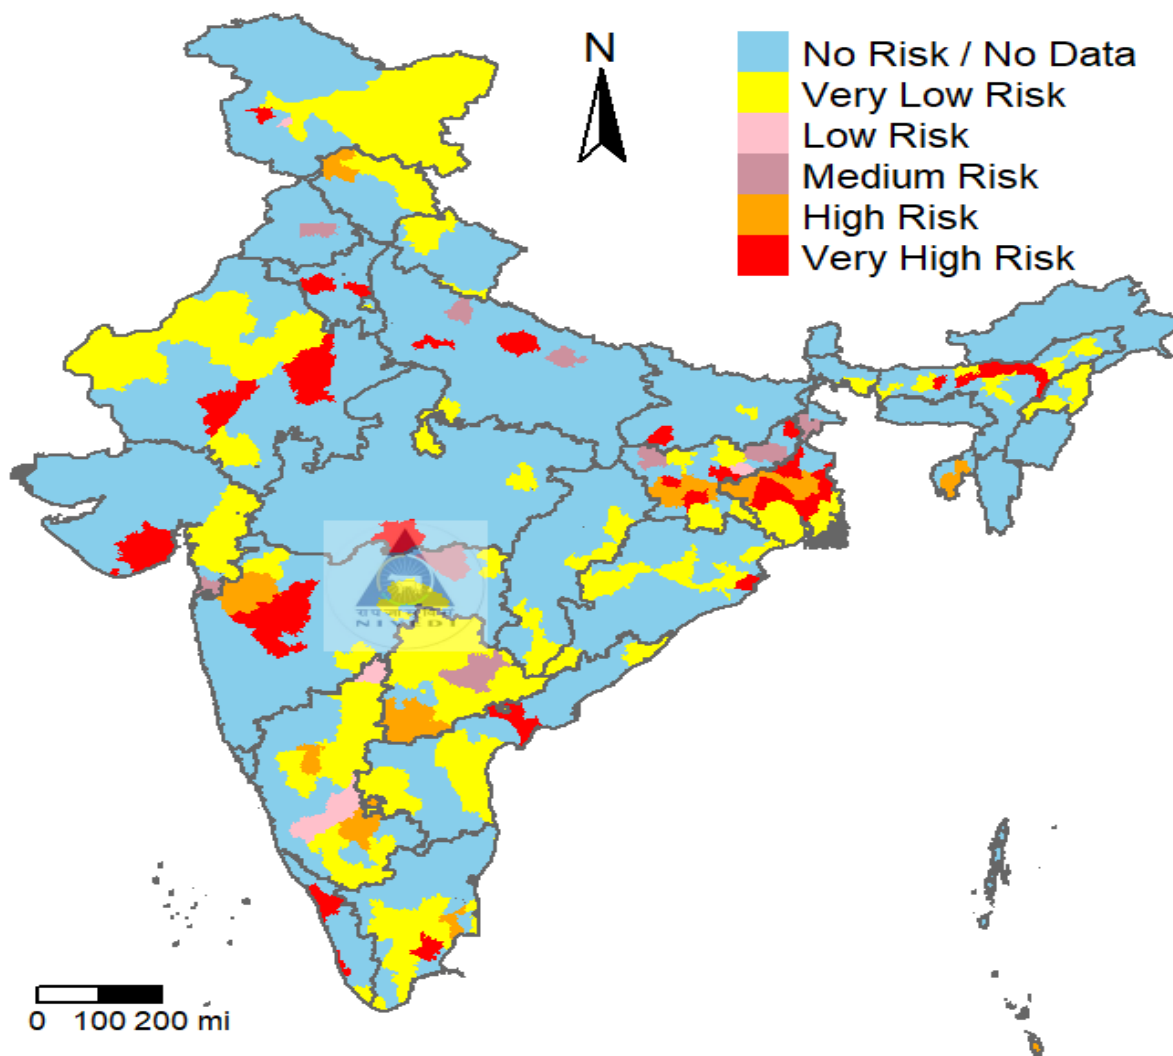 N
No Risk / No Data
Very Low Risk
Low Risk
Medium Risk
High Risk
Very High Risk
NIVEDI
0 100 200 mi